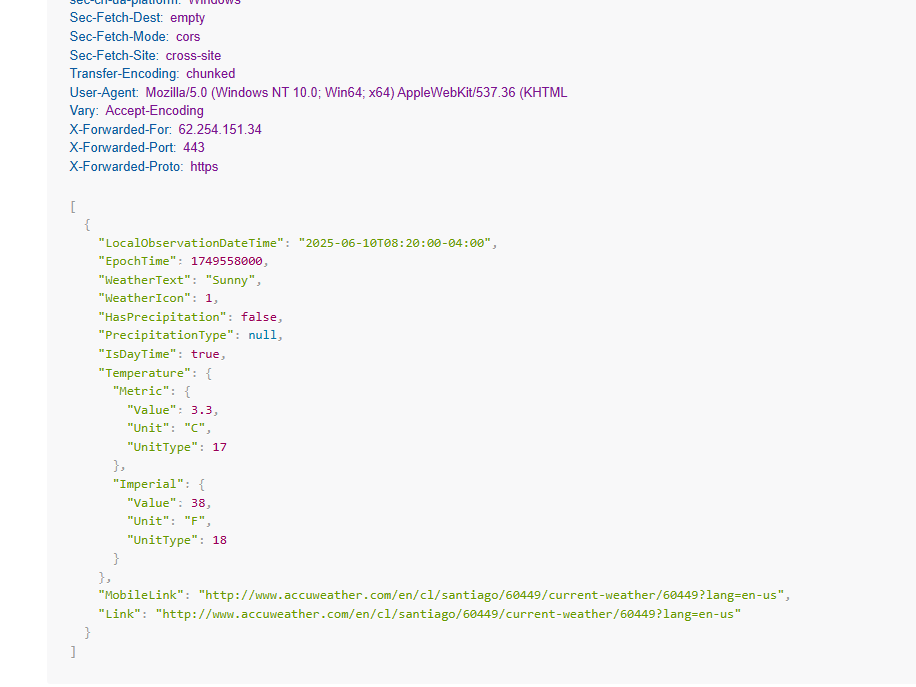 sec-ch-ua-platform: "Windows"
Sec-Fetch-Dest: empty
Sec-Fetch-Mode: cors
Sec-Fetch-Site: cross-site
Transfer-Encoding: chunked
User-Agent: Mozilla/5.0 (Windows NT 10.0; Win64; x64) AppleWebKit/537.36 (KHTML
Vary: Accept-Encoding
X-Forwarded-For: 62.254.151.34
X-Forwarded-Port: 443
X-Forwarded-Proto: https
[
{
"LocalObservationDateTime": "2025-06-10T08:20:00-04:00",
"EpochTime": 1749558000,
"WeatherText": "Sunny",
"WeatherIcon": 1,
"HasPrecipitation": false,
"PrecipitationType": null,
"IsDayTime": true,
"Temperature": {
"Metric": {
"Value": 3.3,
"Unit": "C",
"UnitType": 17
},
"Imperial": {
"Value": 38,
"Unit": "F",
"UnitType": 18
}
},
"MobileLink": "http://www.accuweather.com/en/cl/santiago/60449/current-weather/60449?lang=en-us",
"Link": "http://www.accuweather.com/en/cl/santiago/60449/current-weather/60449?lang=en-us"
}
]